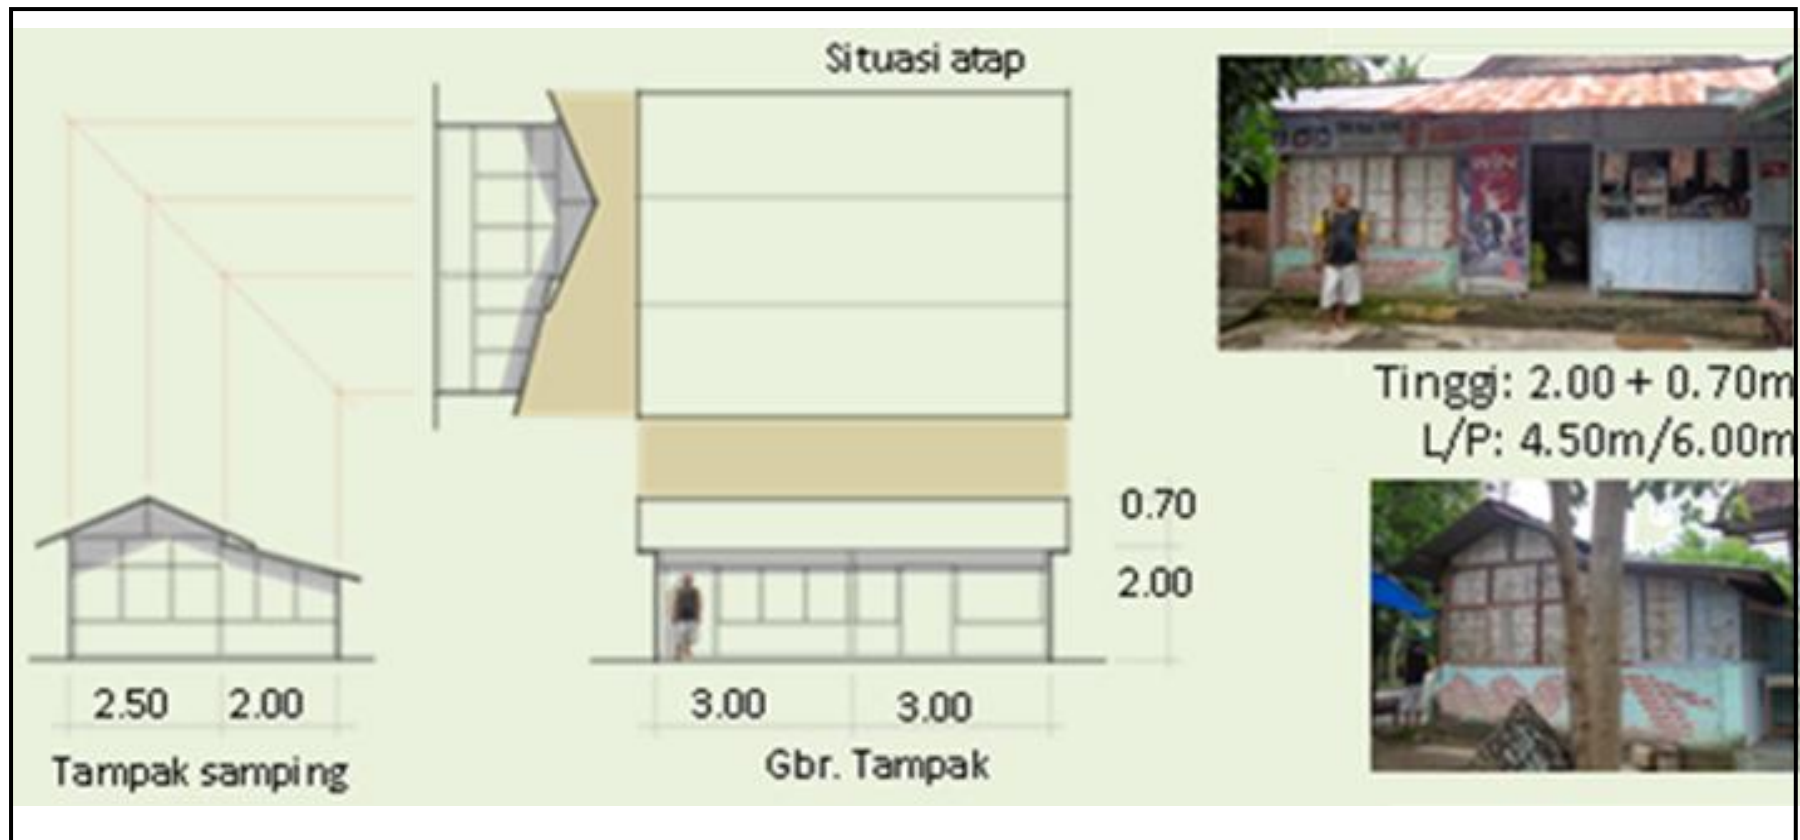 Situasi atap
WIN
Tinggi: 2.00 + 0.70m
L/P: 4.50m/6.00m
0.70
2.00
2.50 2.00
3.00 3.00
Tampak samping
Gbr. Tampak